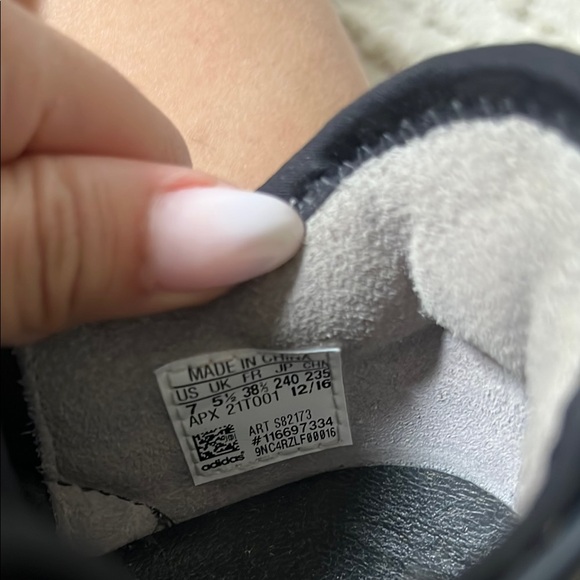 MADE IN CHINA
US UK FR JP CHN
7 5½ 38⅔ 240 235
APX 21T001 12/16
ART S82173
#116697334
9NC4RZLF00016
adidas